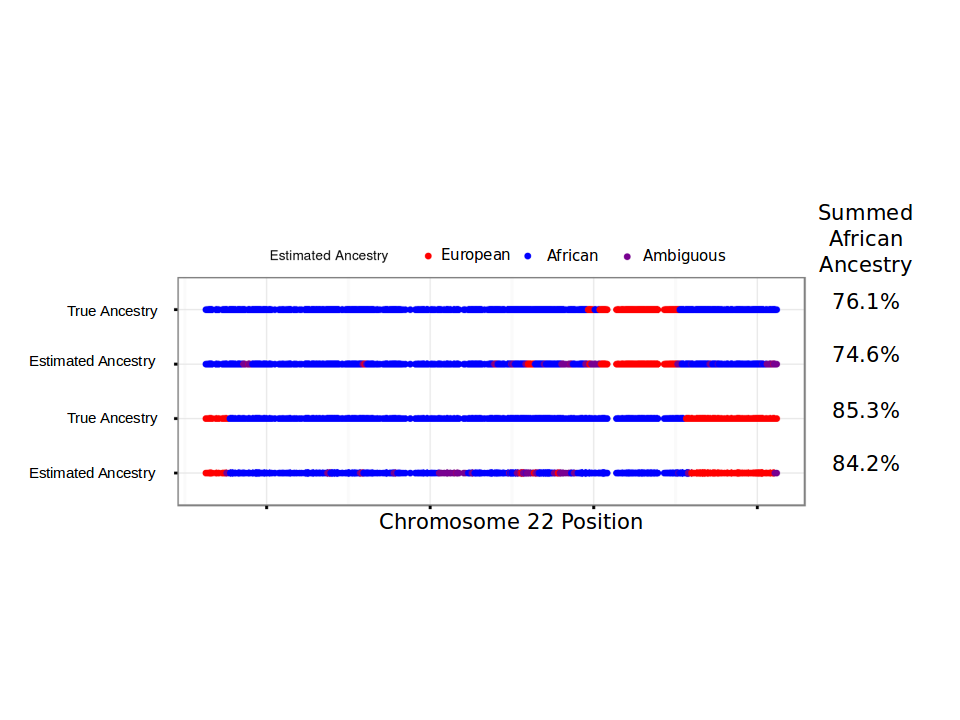 Summed
African
Ancestry
Estimated Ancestry European African Ambiguous
True Ancestry 76.1%
Estimated Ancestry 74.6%
True Ancestry 85.3%
Estimated Ancestry 84.2%
Chromosome 22 Position